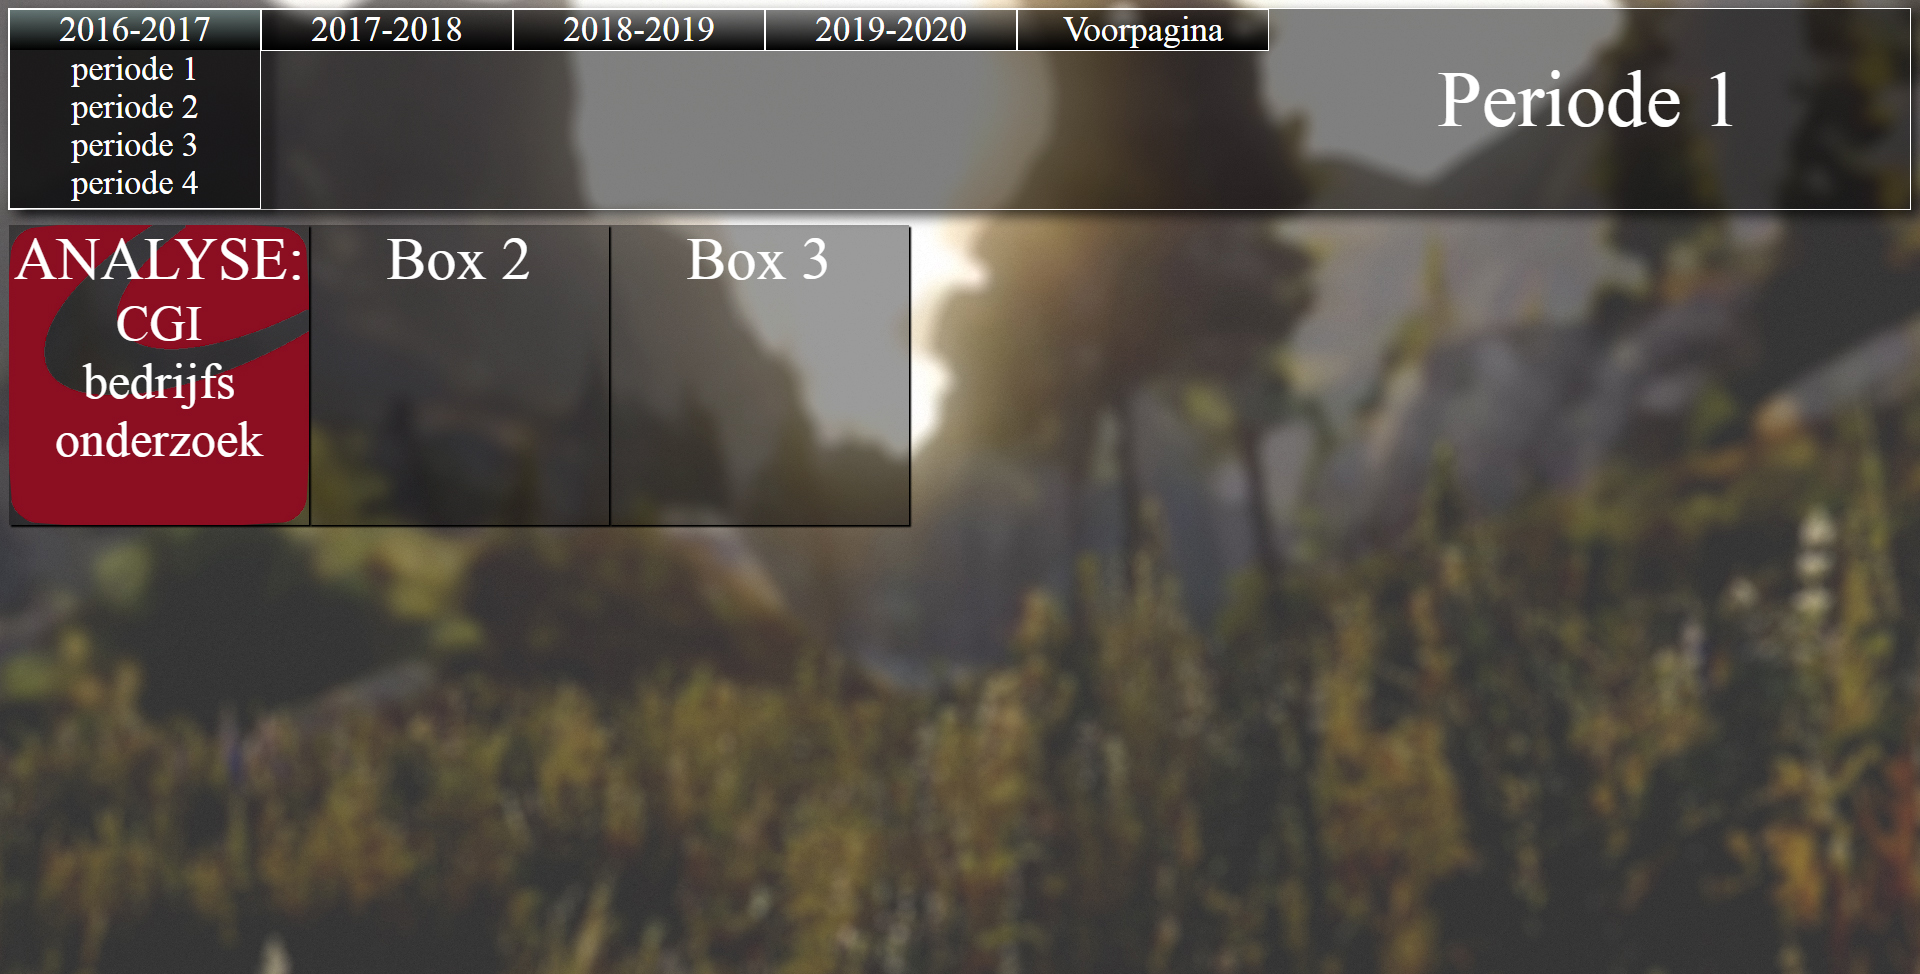 2016-2017
2017-2018
2018-2019
2019-2020
Voorpagina
periode 1
periode 2
periode 3
periode 4
Periode 1
ANALYSE:
CGI
bedrijfs
onderzoek
Box 2
Box 3